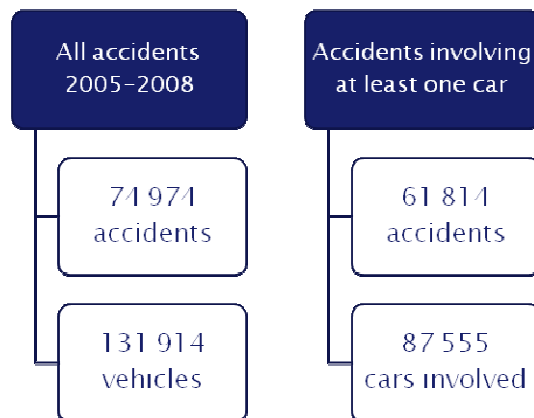 All accidents
2005-2008
74 974
accidents
131 914
vehicles
Accidents involving
at least one car
61 814
accidents
87 555
cars involved